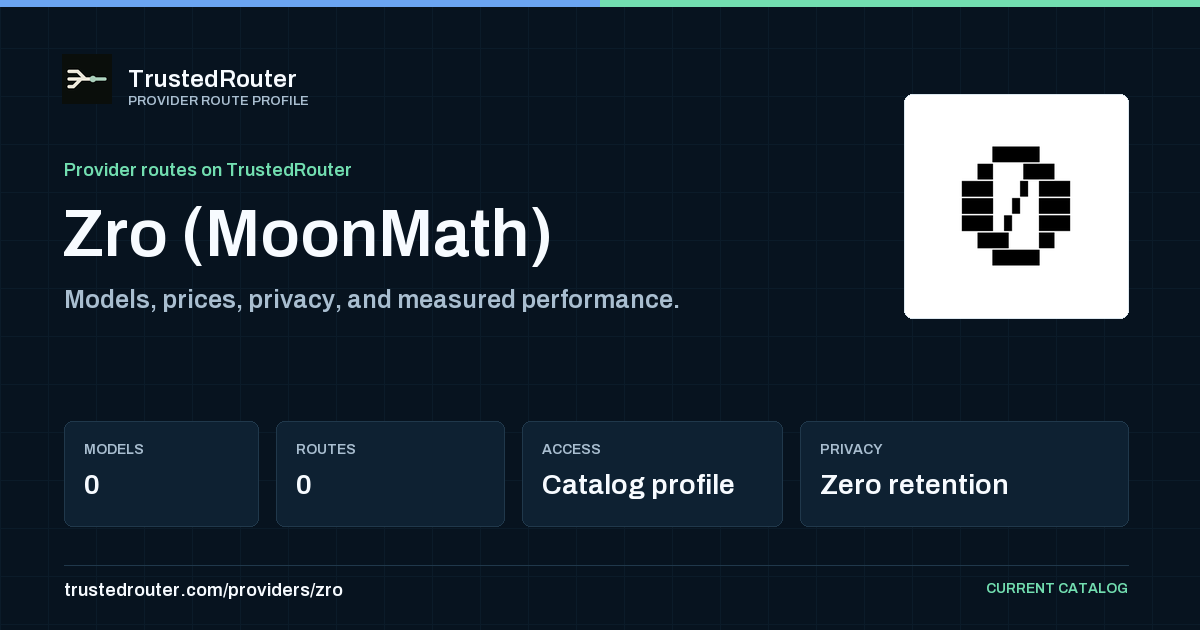 TrustedRouter
PROVIDER ROUTE PROFILE
Provider routes on TrustedRouter
Zro (MoonMath)
Models, prices, privacy, and measured performance.
MODELS
0
ROUTES
0
ACCESS
Catalog profile
PRIVACY
Zero retention
trustedrouter.com/providers/zro
CURRENT CATALOG